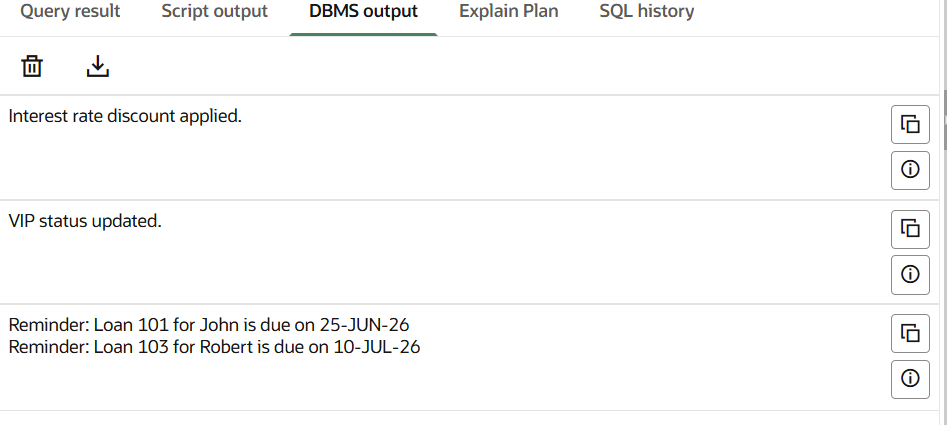 Query result Script output DBMS output Explain Plan SQL history
Interest rate discount applied.
VIP status updated.
Reminder: Loan 101 for John is due on 25-JUN-26
Reminder: Loan 103 for Robert is due on 10-JUL-26